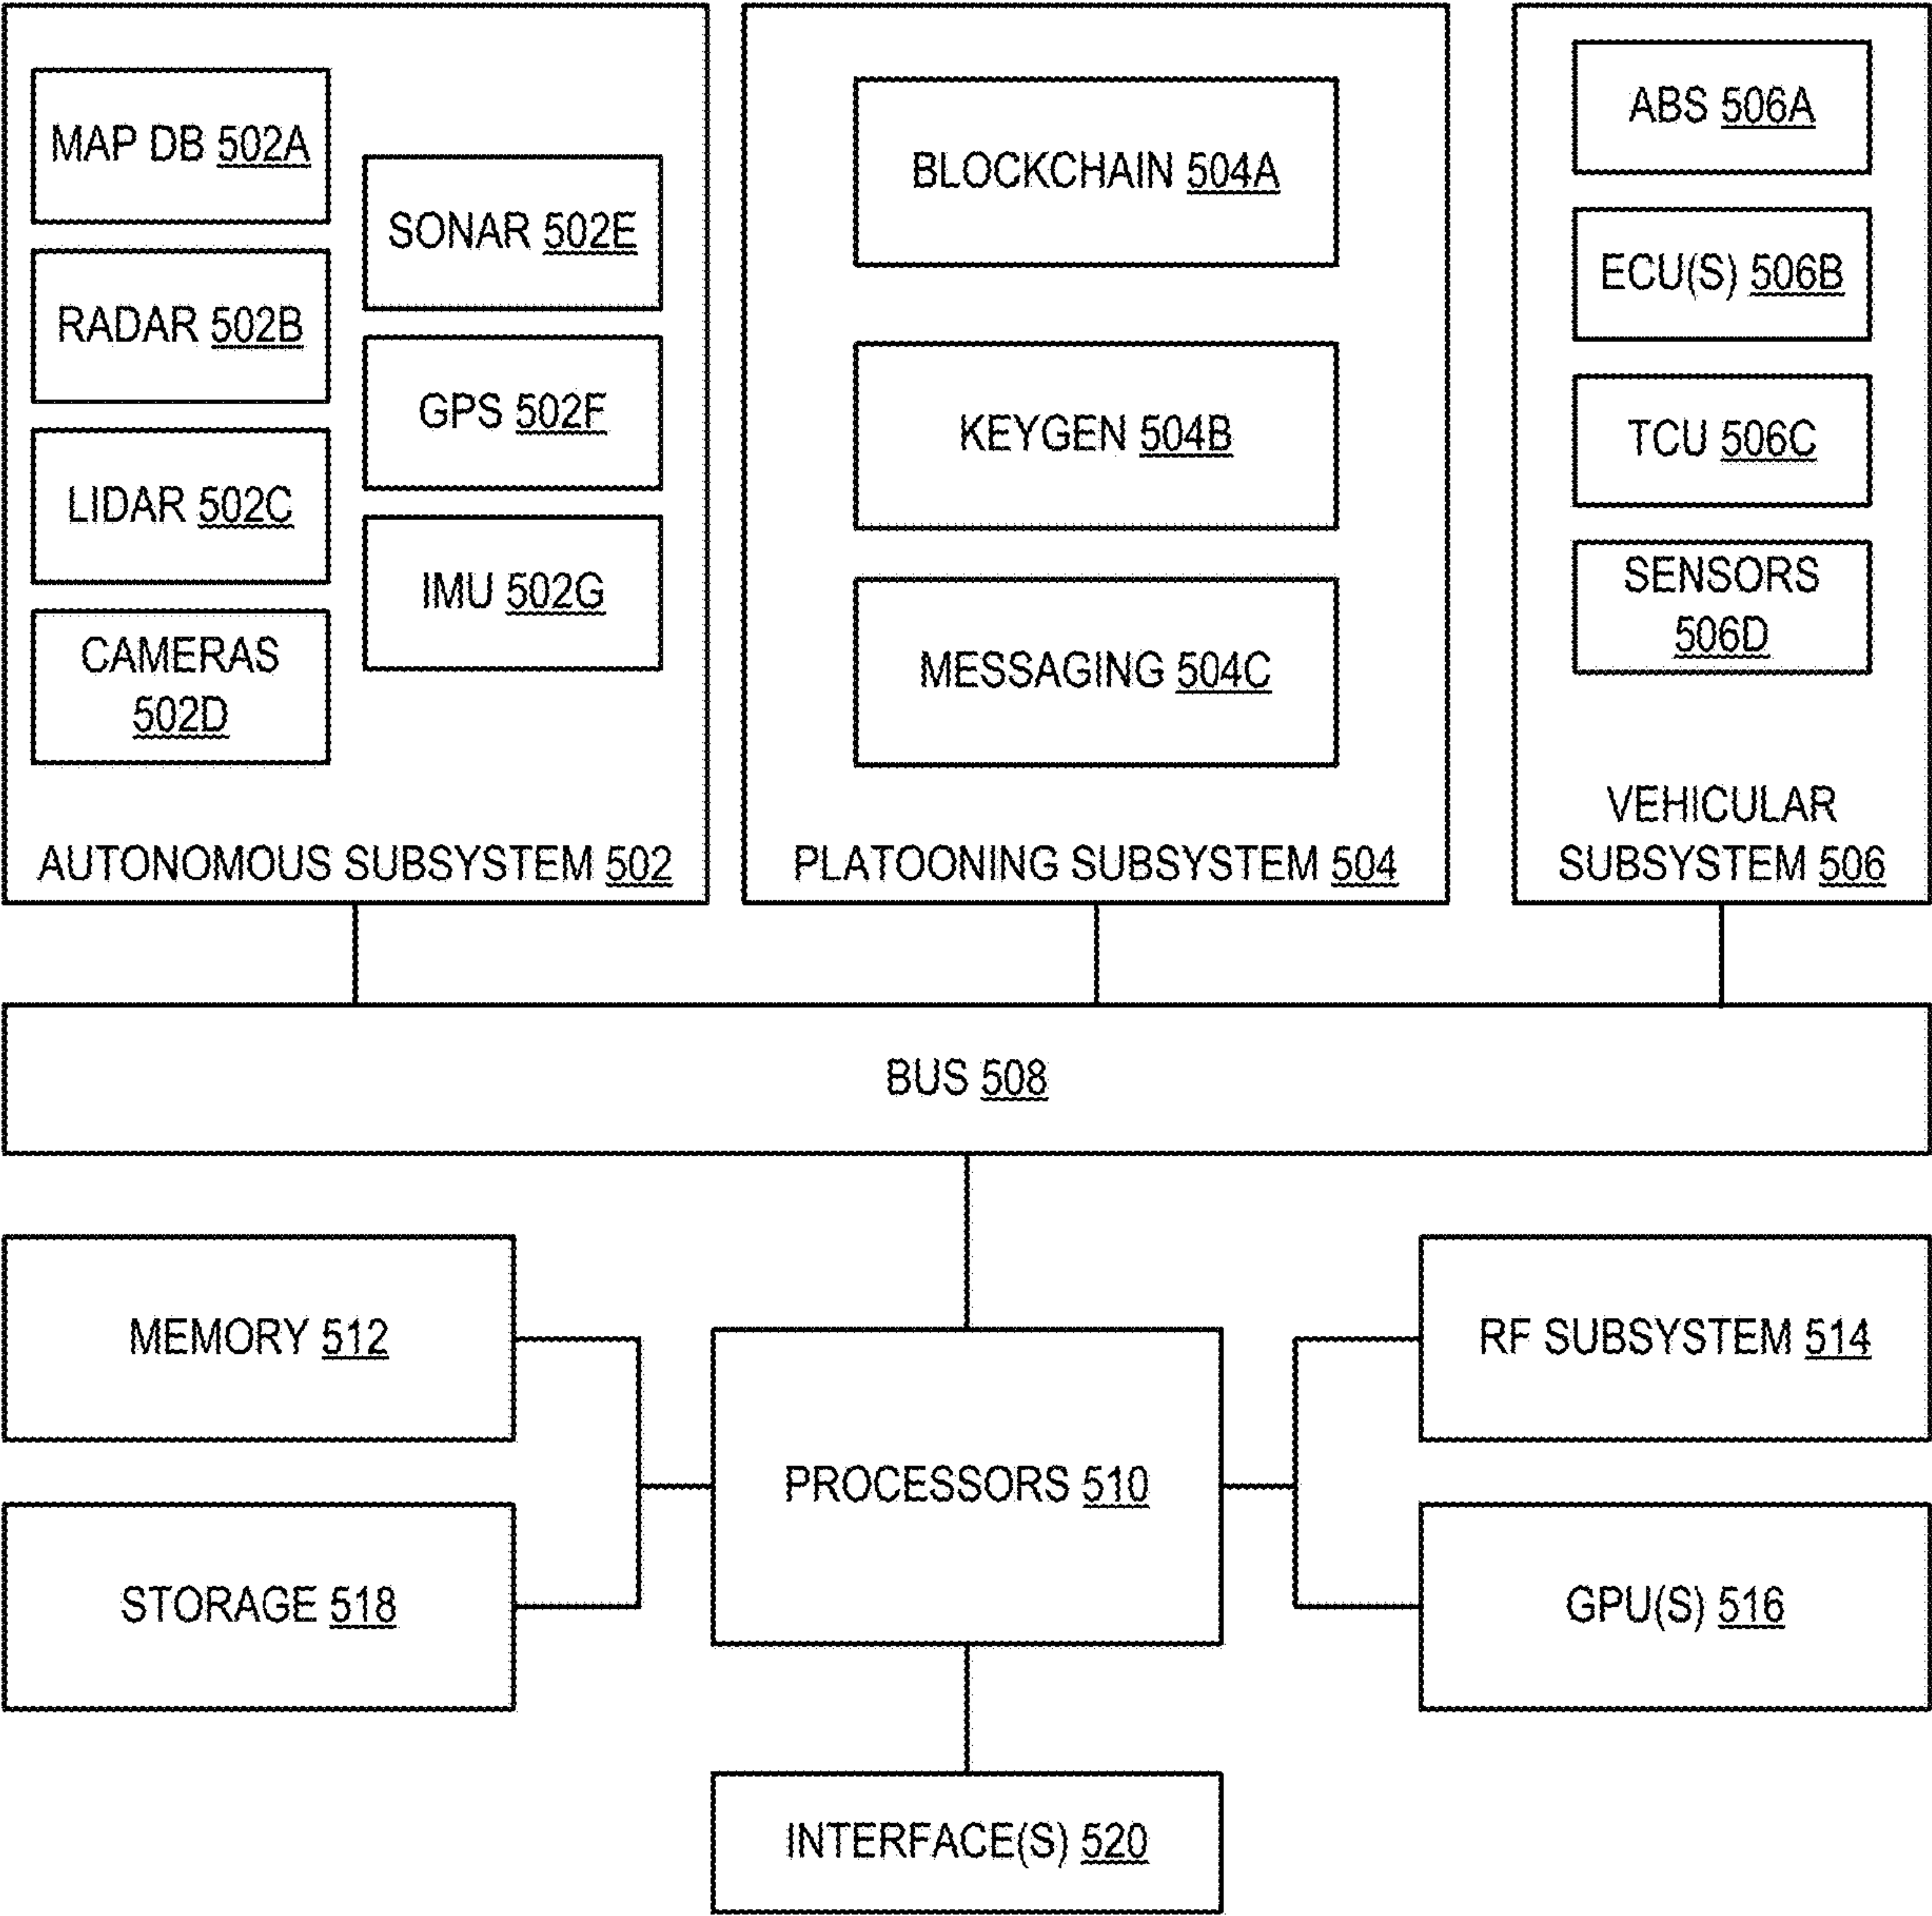 MAP DB 502A
RADAR 502B
LIDAR 502C
CAMERAS
502D
SONAR 502E
GPS 502F
IMU 502G
AUTONOMOUS SUBSYSTEM 502
BLOCKCHAIN 504A
KEYGEN 504B
MESSAGING 504C
PLATOONING SUBSYSTEM 504
ABS 506A
ECU(S) 506B
TCU 506C
SENSORS
506D
VEHICULAR
SUBSYSTEM 506
BUS 508
MEMORY 512
STORAGE 518
PROCESSORS 510
RF SUBSYSTEM 514
GPU(S) 516
INTERFACE(S) 520